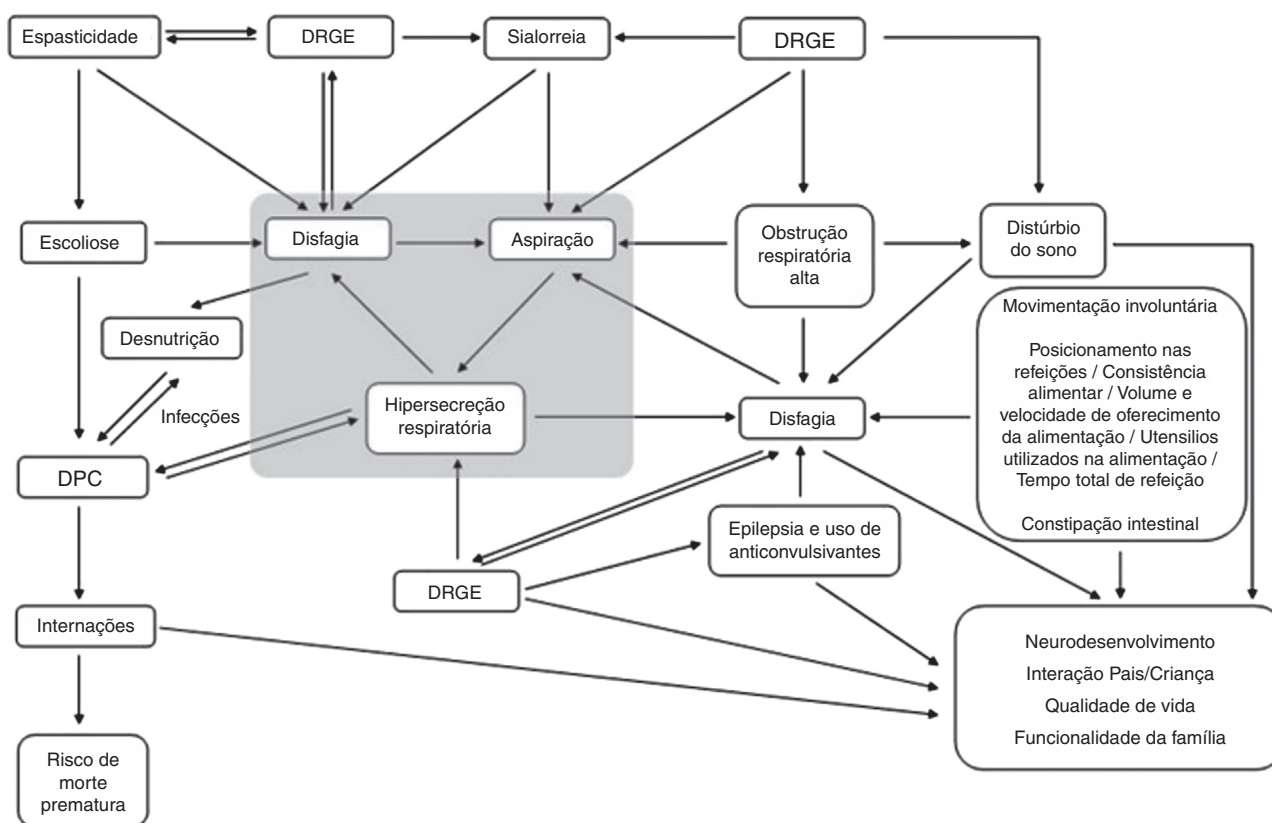 Espasticidade
DRGE
Sialorreia
DRGE
Escoliose
Disfagia
Aspiração
Obstrução
respiratória
alta
Distúrbio
do sono
Desnutrição
Infecções
Hipersecreção
respiratória
Disfagia
Movimentação involuntária
Posicionamento nas
refeições / Consistência
alimentar / Volume e
velocidade de oferecimento
da alimentação / Utensilios
utilizados na alimentação /
Tempo total de refeição
Constipação intestinal
DPC
Epilepsia e uso de
anticonvulsivantes
DRGE
Internações
Neurodesenvolvimento
Interação Pais/Criança
Qualidade de vida
Funcionalidade da família
Risco de
morte
prematura